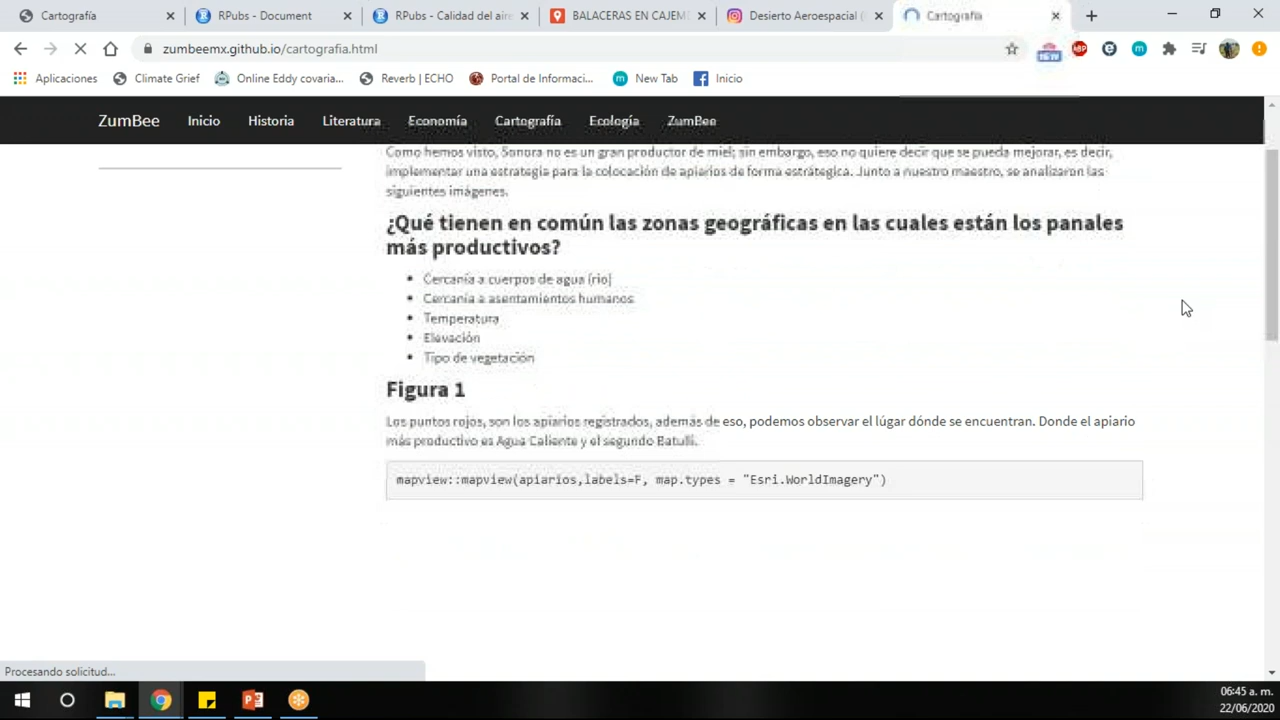 Cartografía
RPubs - Document
RPubs - Calidad del aire
BALACERAS EN CAJEM
Desierto Aeroespacial (
Cartografía
zumbeemx.github.io/cartografia.html
Aplicaciones
Climate Grief
Online Eddy covaria...
Reverb | ECHO
Portal de Informaci...
New Tab
Inicio
ZumBee
Inicio
Historia
Literatura
Economía
Cartografía
Ecología
ZumBee
Como hemos visto, Sonora no es un gran productor de miel; sin embargo, eso no quiere decir que se pueda mejorar, es decir,
implementar una estrategia para la colocación de apiarios de forma estrátegica. Junto a nuestro maestro, se analizaron las
siguientes imágenes.
¿Qué tienen en común las zonas geográficas en las cuales están los panales
más productivos?
Cercanía a cuerpos de agua (río)
Cercanía a asentamientos humanos
Temperatura
Elevación
Tipo de vegetación
Figura 1
Los puntos rojos, son los apiarios registrados, además de eso, podemos observar el lúgar dónde se encuentran. Donde el apiario
más productivo es Agua Caliente y el segundo
mapview::mapview(apiarios,labels=F, map.types = "Esri.WorldImagery")
Procesando solicitud...
06:45 a. m.
22/06/2020